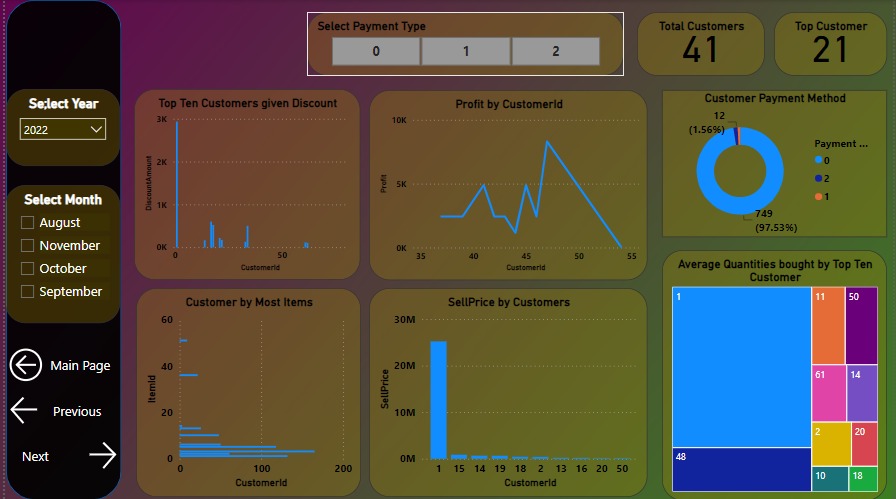 Select Payment Type
0 1 2
Total Customers
41
Top Customer
21
Se;lect Year
2022
Select Month
August
November
October
September
Main Page
Previous
Next
Top Ten Customers given Discount
3K
2K
1K
0K
DiscountAmount
0 50
CustomerId
Profit by CustomerId
10K
5K
0K
Profit
35 40 45 50 55
CustomerId
Customer Payment Method
12
(1.56%)
749
(97.53%)
Payment ...
0
2
1
Customer by Most Items
60
40
20
0
ItemId
0 100 200
CustomerId
SellPrice by Customers
30M
20M
10M
0M
SellPrice
1 15 14 19 18 2 13 16 20 50
CustomerId
Average Quantities bought by Top Ten
Customer
1 11 50
61 14
2 20
48
10 18